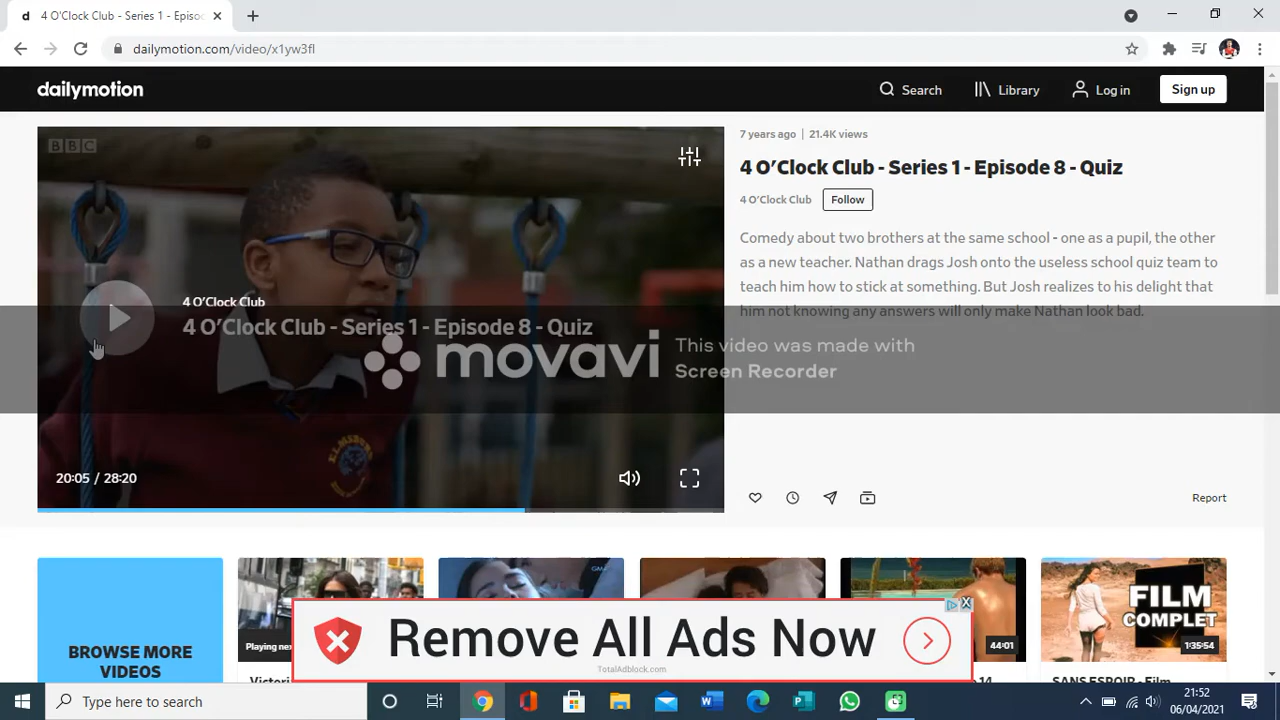 4 O'Clock Club - Series 1 - Episo
dailymotion.com/video/x1yw3fl
dailymotion
Search
Library
Log in
Sign up
BBC
7 years ago | 21.4K views
4 O'Clock Club - Series 1 - Episode 8 - Quiz
4 O'Clock Club
Follow
Comedy about two brothers at the same school - one as a pupil, the other
as a new teacher. Nathan drags Josh onto the useless school quiz team to
teach him how to stick at something. But Josh realizes to his delight that
him not knowing any answers will only make Nathan look bad.
4 O'Clock Club
4 O'Clock Club - Series 1 - Episode 8 - Quiz
movavi
This video was made with
Screen Recorder
20:05 / 28:20
Report
BROWSE MORE
VIDEOS
Playing next
GMA
44:01
FILM
COMPLET
1:35:54
Remove All Ads Now
TotalAdblock.com
X
14
SANS ESPOIR - Film
Type here to search
21:52
06/04/2021